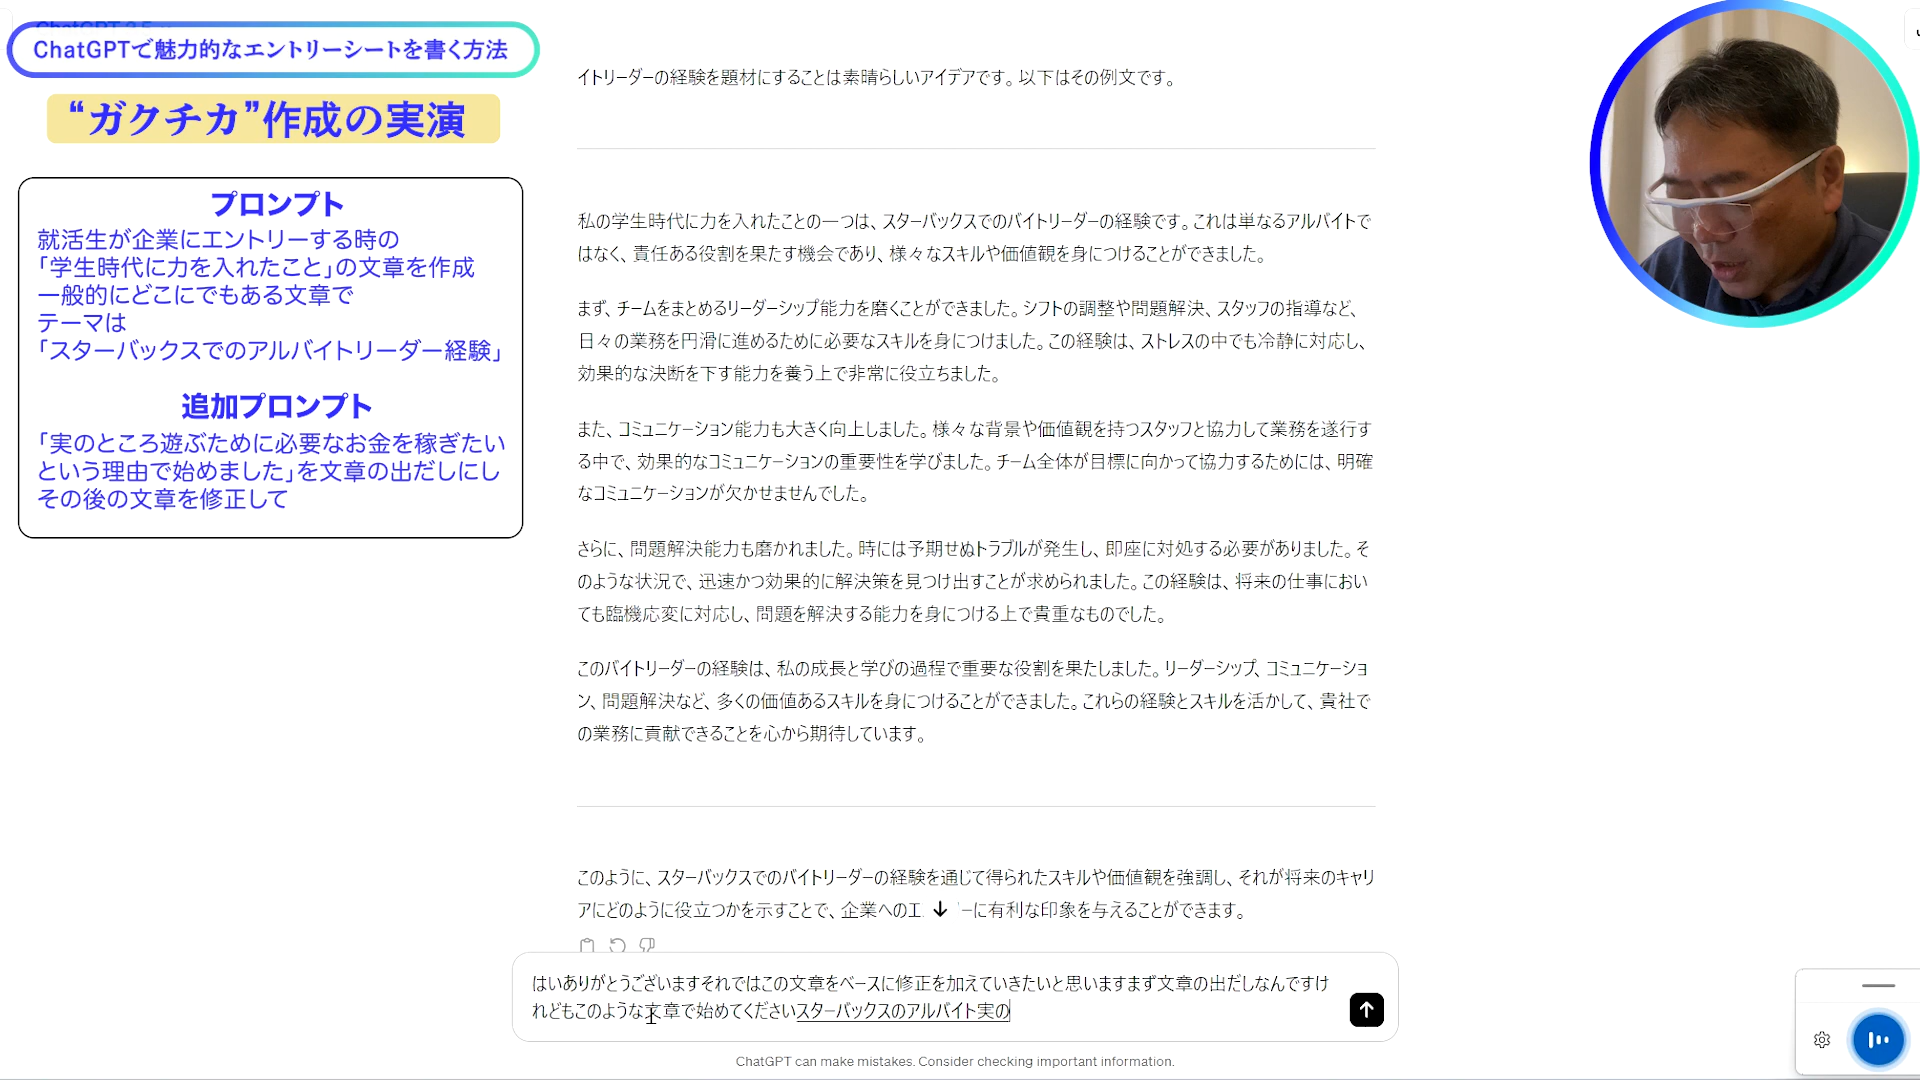 ChatGPTで魅力的なエントリーシートを書く方法
“ガクチカ”作成の実演
プロンプト
就活生が企業にエントリーする時の
「学生時代に力を入れたこと」の文章を作成
一般的にどこにでもある文章で
テーマは
「スターバックスでのアルバイトリーダー経験」
追加プロンプト
「実のところ遊ぶために必要なお金を稼ぎたい
という理由で始めました」を文章の出だしにし
その後の文章を修正して
イトリーダーの経験を題材にすることは素晴らしいアイデアです。以下はその例文です。
私の学生時代に力を入れたことの一つは、スターバックスでのバイトリーダーの経験です。これは単なるアルバイトで
はなく、責任ある役割を果たす機会であり、様々なスキルや価値観を身につけることができました。
まず、チームをまとめるリーダーシップ能力を磨くことができました。シフトの調整や問題解決、スタッフの指導など、
日々の業務を円滑に進めるために必要なスキルを身につけました。この経験は、ストレスの中でも冷静に対応し、
効果的な決断を下す能力を養う上で非常に役立ちました。
また、コミュニケーション能力も大きく向上しました。様々な背景や価値観を持つスタッフと協力して業務を遂行す
る中で、効果的なコミュニケーションの重要性を学びました。チーム全体が目標に向かって協力するためには、明確
なコミュニケーションが欠かせませんでした。
さらに、問題解決能力も磨かれました。時には予期せぬトラブルが発生し、即座に対処する必要がありました。そ
のような状況で、迅速かつ効果的に解決策を見つけ出すことが求められました。この経験は、将来の仕事におい
ても臨機応変に対応し、問題を解決する能力を身につける上で貴重なものでした。
このバイトリーダーの経験は、私の成長と学びの過程で重要な役割を果たしました。リーダーシップ、コミュニケーショ
ン、問題解決など、多くの価値あるスキルを身につけることができました。これらの経験とスキルを活かして、貴社で
の業務に貢献できることを心から期待しています。
このように、スターバックスでのバイトリーダーの経験を通じて得られたスキルや価値観を強調し、それが将来のキャリ
アにどのように役立つかを示すことで、企業へのエ ーに有利な印象を与えることができます。
はいありがとうございますそれではこの文章をベースに修正を加えていきたいと思いますまず文章の出だしなんですけ
れどもこのような文章で始めてくださいスターバックスのアルバイト実の
ChatGPT can make mistakes. Consider checking important information.